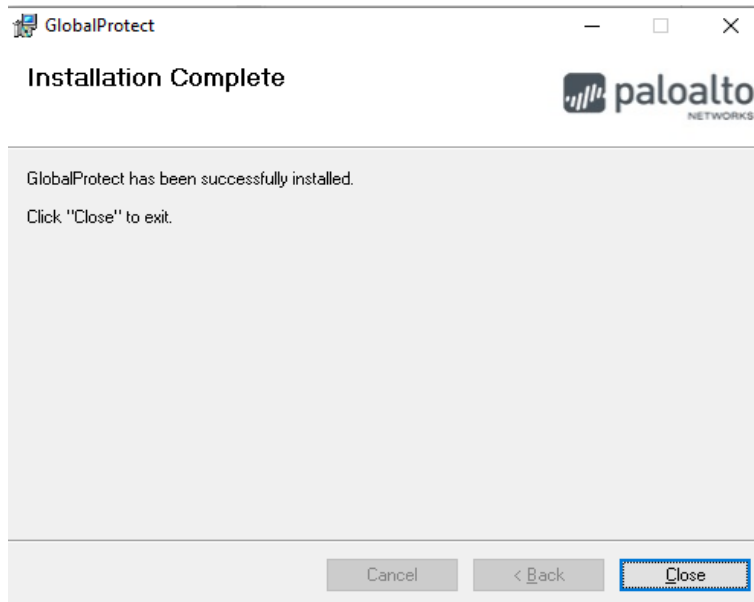 GlobalProtect
Installation Complete
paloalto
NETWORKS
GlobalProtect has been successfully installed.
Click "Close" to exit.
Cancel
< Back
Close